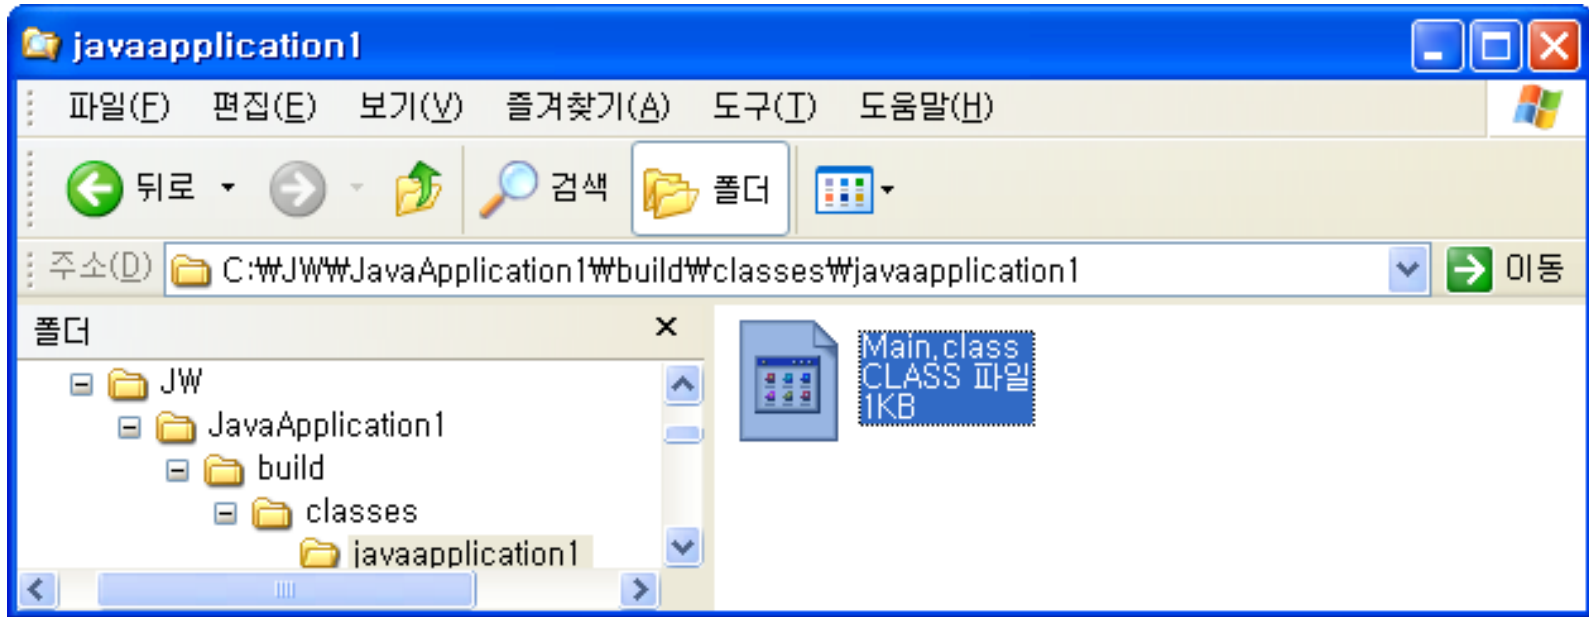 javaapplication1
파일(F) 편집(E) 보기(V) 즐겨찾기(A) 도구(T) 도움말(H)
뒤로 검색 폴더
주소(D) C:₩JW₩JavaApplication1₩build₩classes₩javaapplication1 이동
폴더
JW
JavaApplication1
build
classes
javaapplication1
Main.class
CLASS 파일
1KB